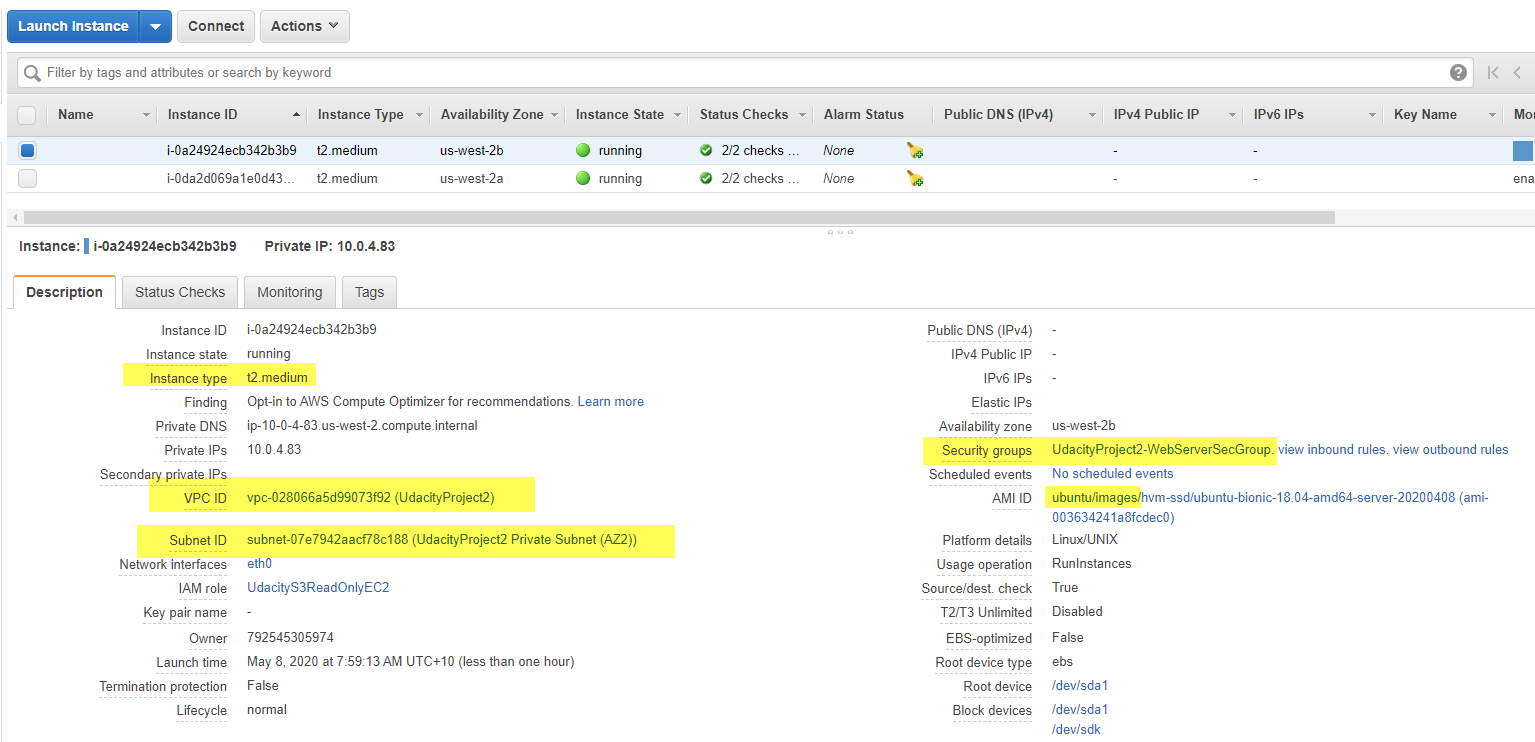 Launch Instance Connect Actions
Filter by tags and attributes or search by keyword
Name Instance ID Instance Type Availability Zone Instance State Status Checks Alarm Status Public DNS (IPv4) IPv4 Public IP IPv6 IPs Key Name Mor
i-0a24924ecb342b3b9 t2.medium us-west-2b running 2/2 checks ... None - -
i-0da2d069a1e0d43... t2.medium us-west-2a running 2/2 checks ... None - - ena
Instance: i-0a24924ecb342b3b9 Private IP: 10.0.4.83
Description Status Checks Monitoring Tags
Instance ID i-0a24924ecb342b3b9
Instance state running
Instance type t2.medium
Finding Opt-in to AWS Compute Optimizer for recommendations. Learn more
Private DNS ip-10-0-4-83.us-west-2.compute.internal
Private IPs 10.0.4.83
Secondary private IPs
VPC ID vpc-028066a5d99073f92 (UdacityProject2)
Subnet ID subnet-07e7942aacf78c188 (UdacityProject2 Private Subnet (AZ2))
Network interfaces eth0
IAM role UdacityS3ReadOnlyEC2
Key pair name -
Owner 792545305974
Launch time May 8, 2020 at 7:59:13 AM UTC+10 (less than one hour)
Termination protection False
Lifecycle normal
Public DNS (IPv4) -
IPv4 Public IP -
IPv6 IPs -
Elastic IPs
Availability zone us-west-2b
Security groups UdacityProject2-WebServerSecGroup. view inbound rules. view outbound rules
Scheduled events No scheduled events
AMI ID ubuntu/images/hvm-ssd/ubuntu-bionic-18.04-amd64-server-20200408 (ami-
003634241a8fcdec0)
Platform details Linux/UNIX
Usage operation RunInstances
Source/dest. check True
T2/T3 Unlimited Disabled
EBS-optimized False
Root device type ebs
Root device /dev/sda1
Block devices /dev/sda1
/dev/sdk